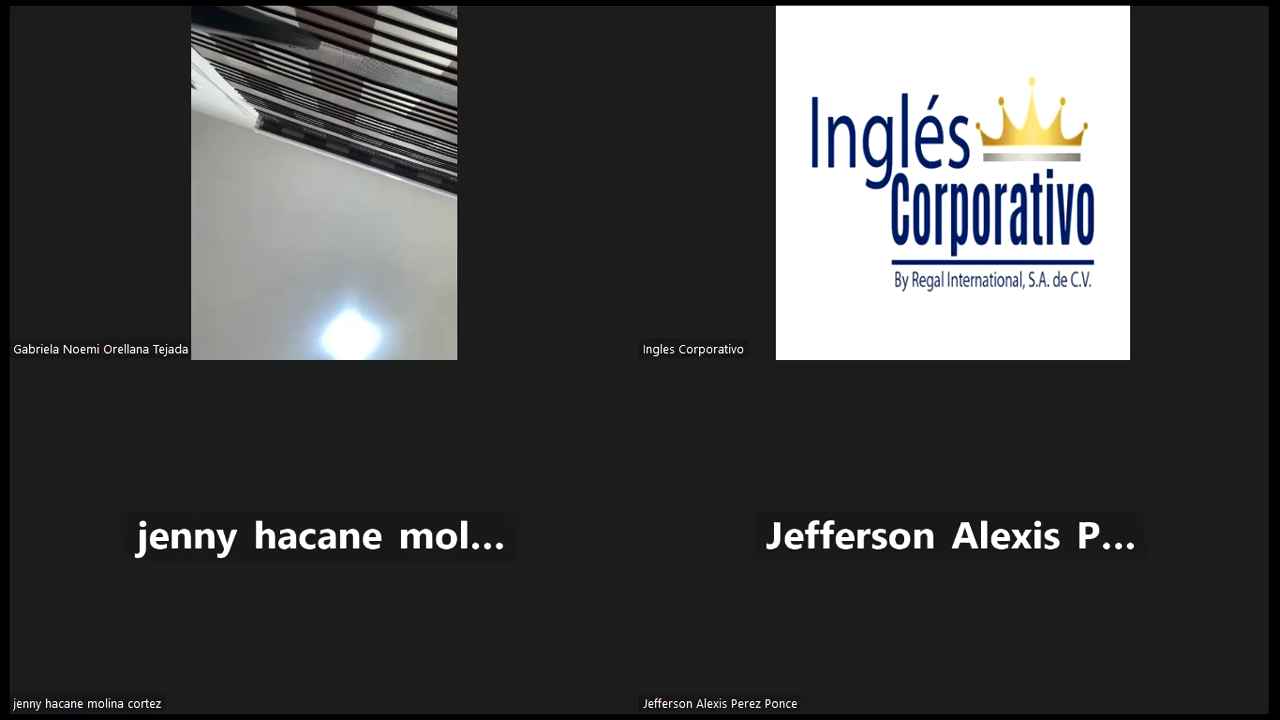 Gabriela Noemi Orellana Tejada
Inglés
Corporativo
By Regal International, S.A. de C.V.
Ingles Corporativo
jenny hacane mol...
Jefferson Alexis P...
jenny hacane molina cortez
Jefferson Alexis Perez Ponce